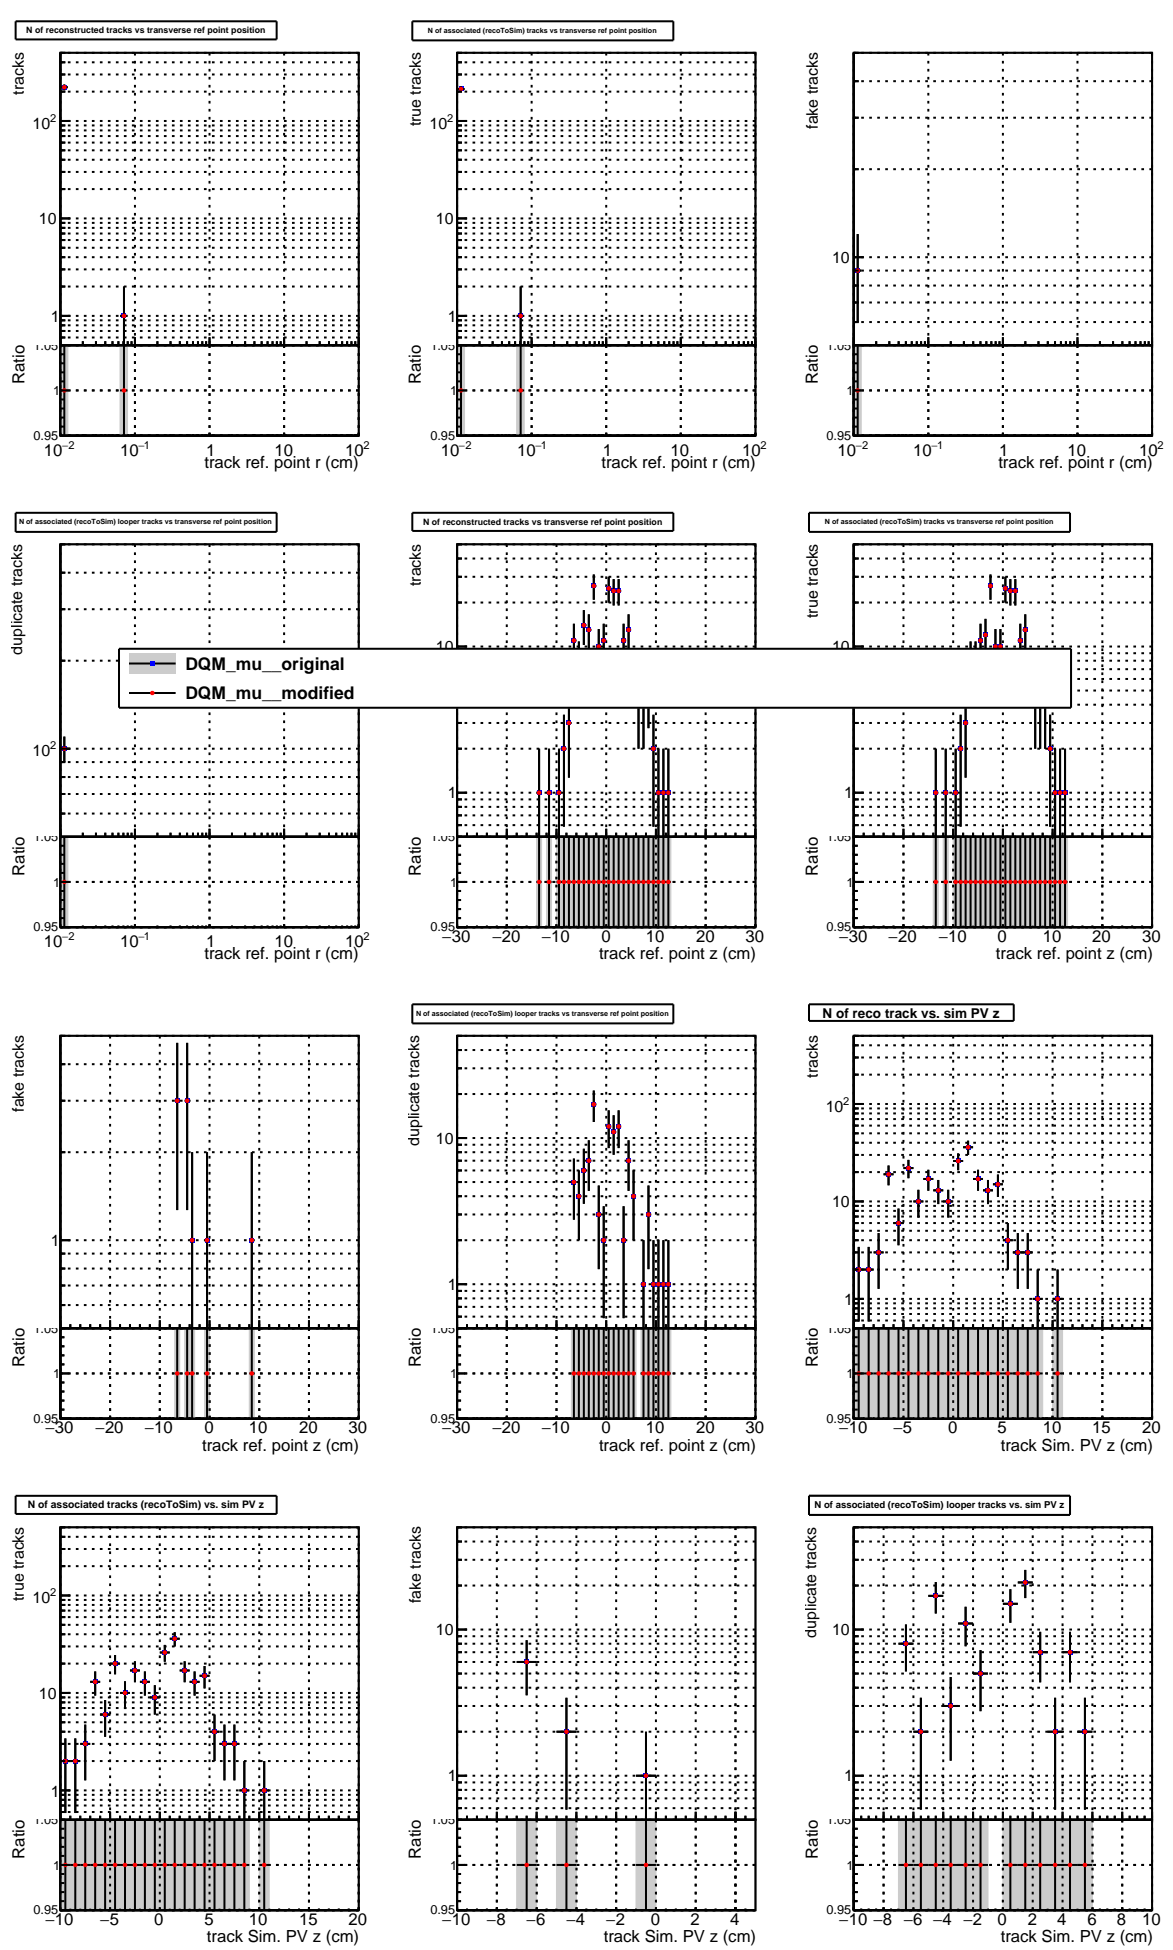 N of reconstructed tracks vs transverse ref point position
tracks
10²
10
1
Ratio
1.05
1
0.95
10⁻² 10⁻¹ 1 10 10²
track ref. point r (cm)
N of associated (recoToSim) tracks vs transverse ref point position
true tracks
10²
10
1
Ratio
1.05
1
0.95
10⁻² 10⁻¹ 1 10 10²
track ref. point r (cm)
fake tracks
10
Ratio
1.05
1
0.95
10⁻² 10⁻¹ 1 10 10²
track ref. point r (cm)
N of associated (recoToSim) looper tracks vs transverse ref point position
duplicate tracks
10²
Ratio
1.05
1
0.95
10⁻² 10⁻¹ 1 10 10²
track ref. point r (cm)
N of reconstructed tracks vs transverse ref point position
tracks
10
1
Ratio
1.05
1
0.95
−30 −20 −10 0 10 20 30
track ref. point z (cm)
N of associated (recoToSim) tracks vs transverse ref point position
true tracks
10
1
Ratio
1.05
1
0.95
−30 −20 −10 0 10 20 30
track ref. point z (cm)
DQM_mu__original
DQM_mu__modified
fake tracks
1
Ratio
1.05
1
0.95
−30 −20 −10 0 10 20 30
track ref. point z (cm)
N of associated (recoToSim) looper tracks vs transverse ref point position
duplicate tracks
10
1
Ratio
1.05
1
0.95
−30 −20 −10 0 10 20 30
track ref. point z (cm)
N of reco track vs. sim PV z
tracks
10²
10
1
Ratio
1.05
1
0.95
−10 −5 0 5 10 15 20
track Sim. PV z (cm)
N of associated tracks (recoToSim) vs. sim PV z
true tracks
10²
10
1
Ratio
1.05
1
0.95
−10 −5 0 5 10 15 20
track Sim. PV z (cm)
fake tracks
10
1
Ratio
1.05
1
0.95
−10 −8 −6 −4 −2 0 2 4
track Sim. PV z (cm)
N of associated (recoToSim) looper tracks vs. sim PV z
duplicate tracks
10
1
Ratio
1.05
1
0.95
−10 −8 −6 −4 −2 0 2 4 6 8 10
track Sim. PV z (cm)